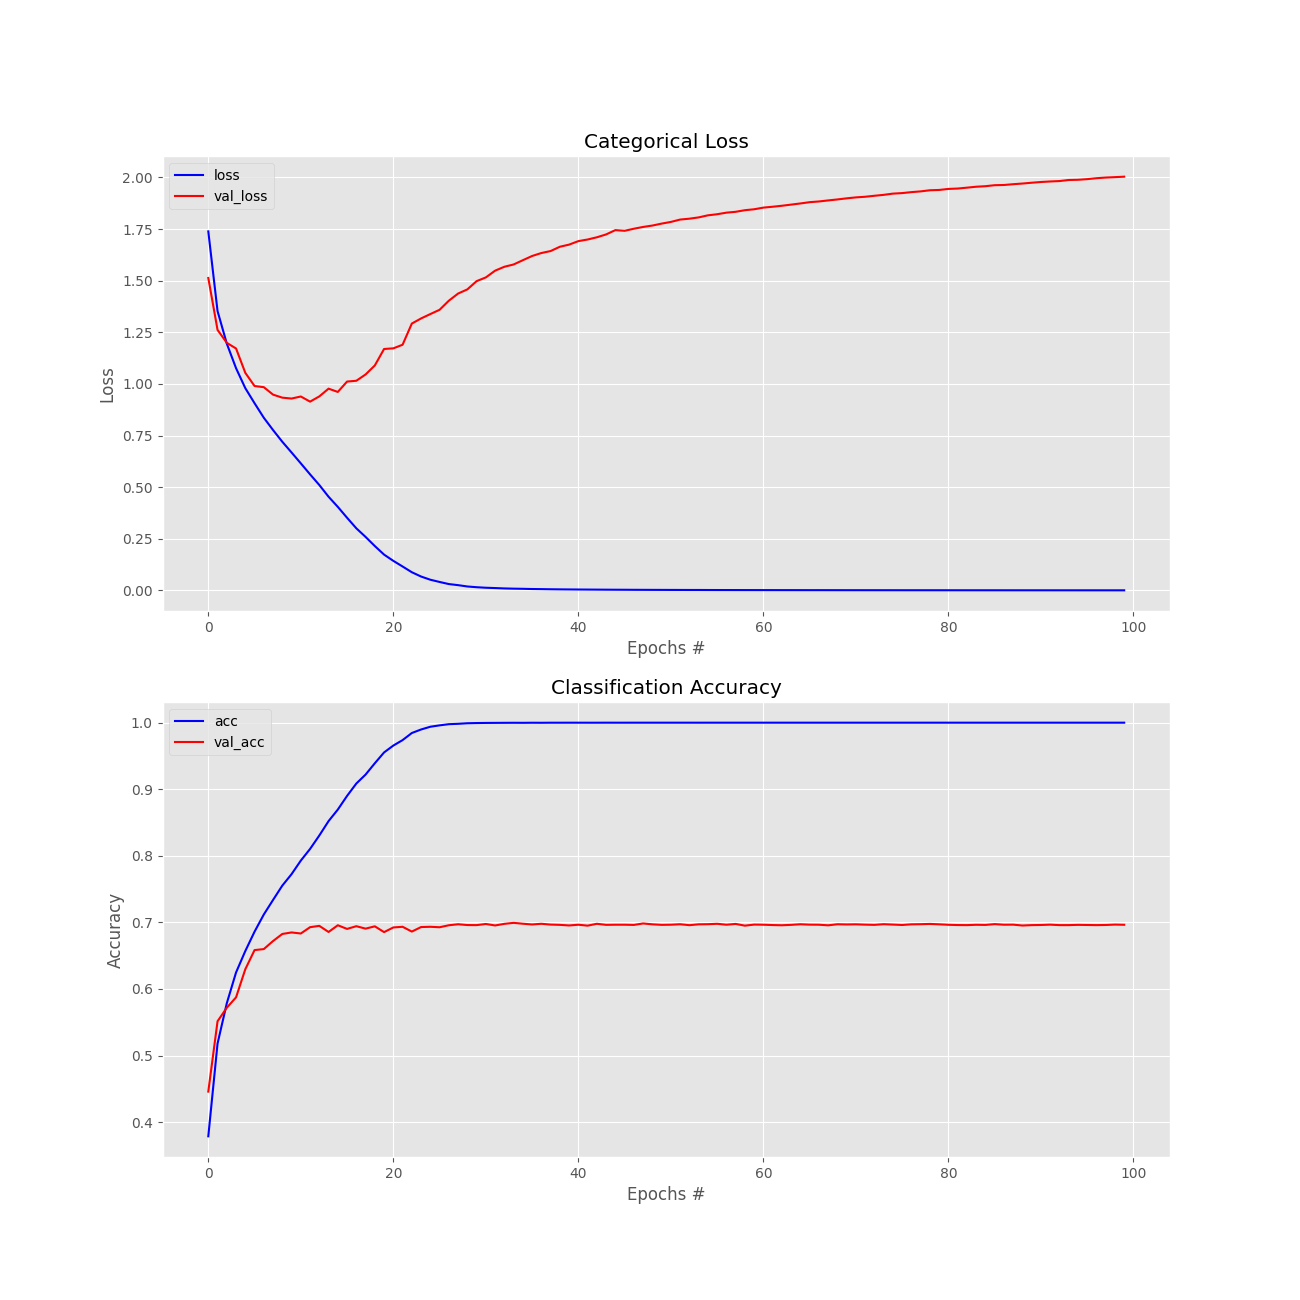 Categorical Loss
loss
val_loss
2.00
1.75
1.50
1.25
1.00
0.75
0.50
0.25
0.00
Loss
0 20 40 60 80 100
Epochs #
Classification Accuracy
acc
val_acc
1.0
0.9
0.8
0.7
0.6
0.5
0.4
Accuracy
0 20 40 60 80 100
Epochs #